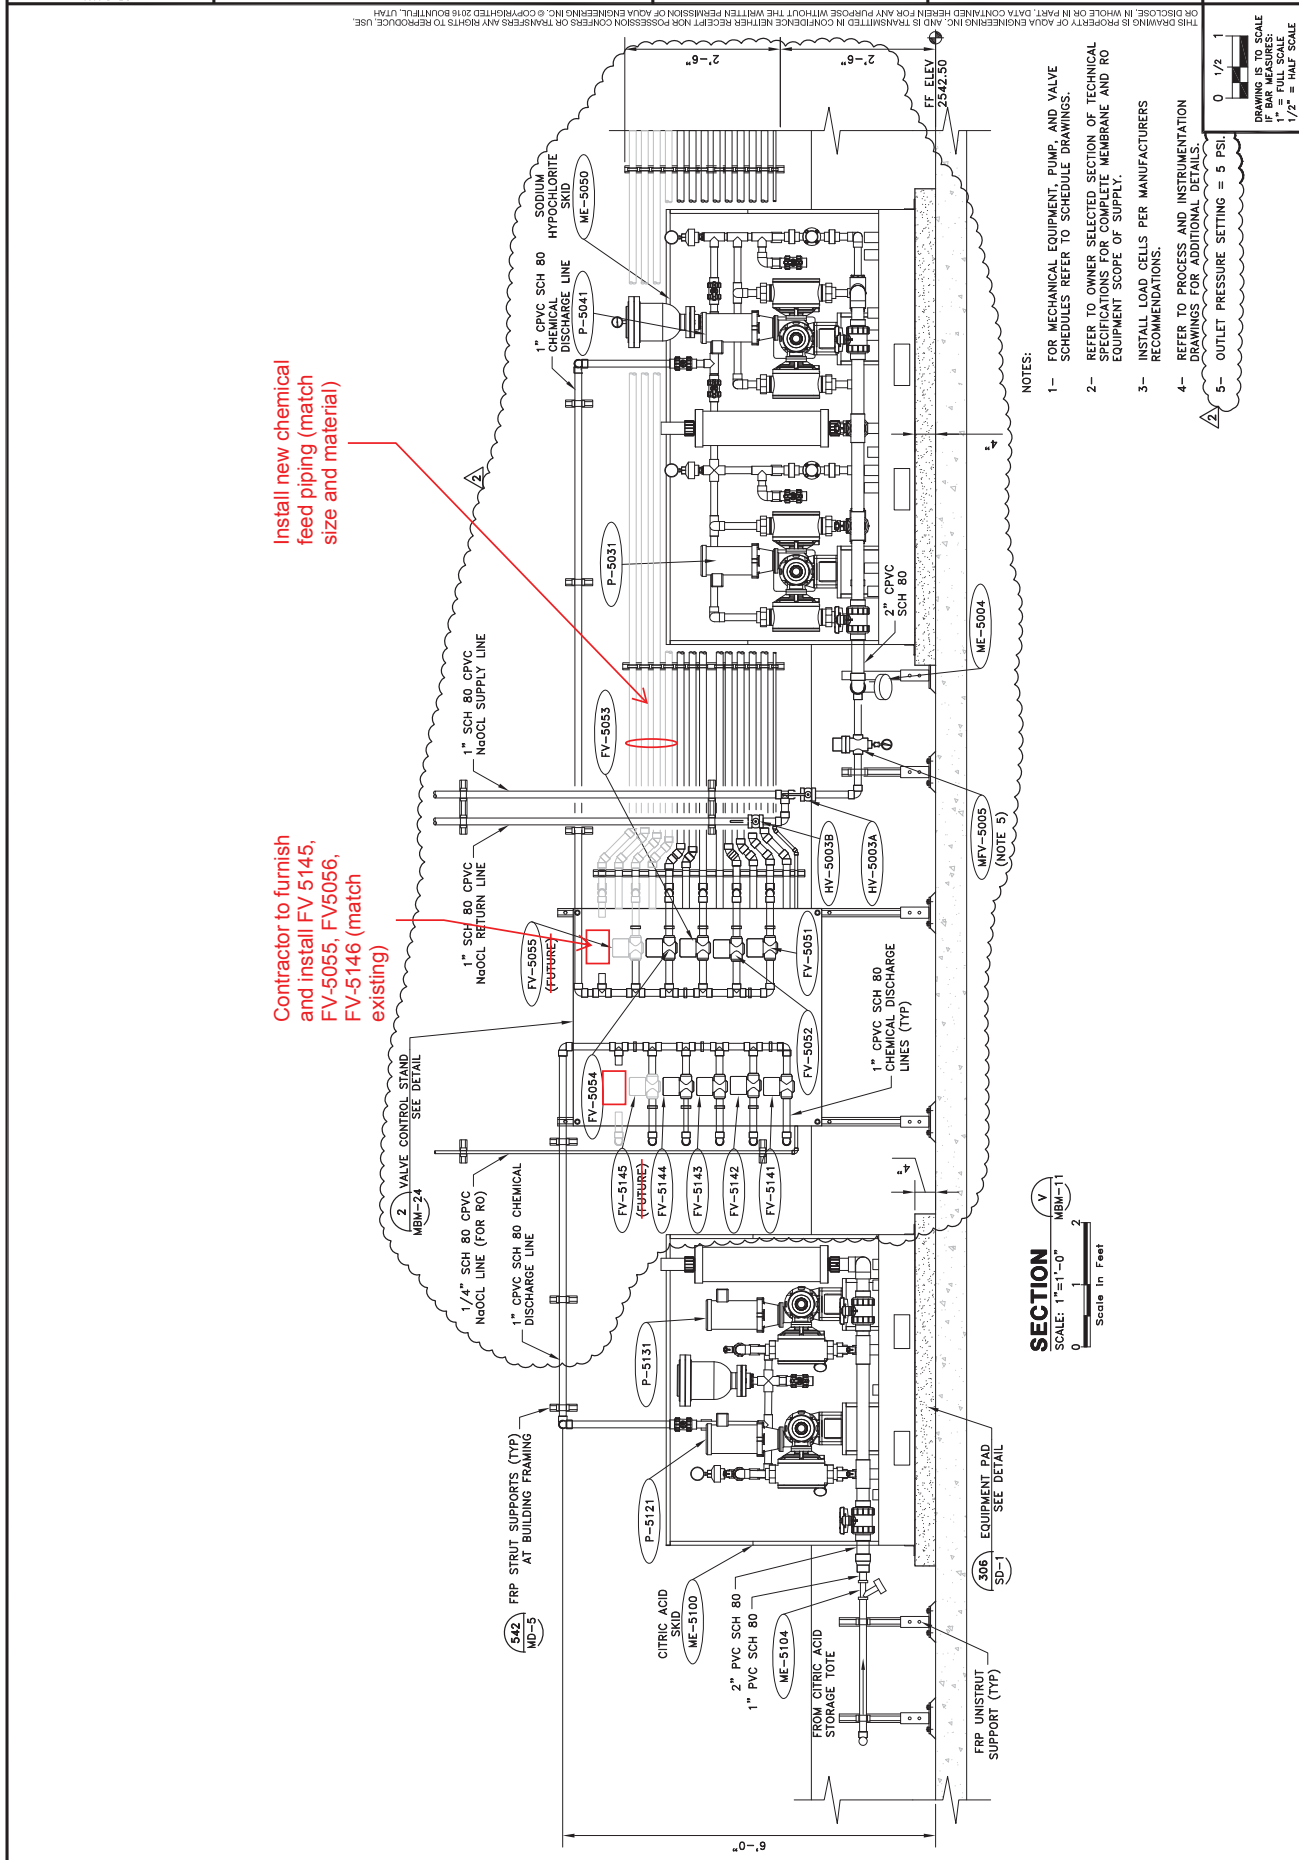 THIS DRAWING IS PROPERTY OF AQUA ENGINEERING INC. AND IS TRANSMITTED IN CONFIDENCE NEITHER RECEIPT NOR POSSESSION CONFERS OR TRANSFERS ANY RIGHTS TO REPRODUCE, USE,
OR DISCLOSE, IN WHOLE OR IN PART, DATA CONTAINED HEREIN FOR ANY PURPOSE WITHOUT THE WRITTEN PERMISSION OF AQUA ENGINEERING INC. © COPYRIGHTED 2016 BOUNTIFUL, UTAH
Contractor to furnish
and install FV 5145,
FV-5055, FV5056,
FV-5146 (match
existing)
Install new chemical
feed piping (match
size and material)
2
2
MBM-24
VALVE CONTROL STAND
SEE DETAIL
1/4" SCH 80 CPVC
NaOCL LINE (FOR RO)
1" CPVC SCH 80 CHEMICAL
DISCHARGE LINE
542
MD-5
FRP STRUT SUPPORTS (TYP)
AT BUILDING FRAMING
1" SCH 80 CPVC
NaOCL RETURN LINE
1" SCH 80 CPVC
NaOCL SUPPLY LINE
1" CPVC SCH 80
CHEMICAL
DISCHARGE LINE
SODIUM
HYPOCHLORITE
SKID
ME-5050
P-5041
P-5031
FV-5053
FV-5055
(FUTURE)
FV-5054
FV-5145
(FUTURE)
FV-5144
FV-5143
FV-5142
FV-5141
FV-5052
FV-5051
HV-5003B
HV-5003A
P-5131
P-5121
CITRIC ACID
SKID
ME-5100
2" PVC SCH 80
1" PVC SCH 80
ME-5104
FROM CITRIC ACID
STORAGE TOTE
1" CPVC SCH 80
CHEMICAL DISCHARGE
LINES (TYP)
2" CPVC
SCH 80
MFV-5005
(NOTE 5)
ME-5004
FRP UNISTRUT
SUPPORT (TYP)
306
SD-1
EQUIPMENT PAD
SEE DETAIL
6'-0"
4"
4"
2'-6"
2'-6"
FF ELEV
2542.50
SECTION
SCALE: 1"=1'-0"
V
MBM-11
0 1 2
Scale In Feet
NOTES:
1- FOR MECHANICAL EQUIPMENT, PUMP, AND VALVE
SCHEDULES REFER TO SCHEDULE DRAWINGS.
2- REFER TO OWNER SELECTED SECTION OF TECHNICAL
SPECIFICATIONS FOR COMPLETE MEMBRANE AND RO
EQUIPMENT SCOPE OF SUPPLY.
3- INSTALL LOAD CELLS PER MANUFACTURERS
RECOMMENDATIONS.
4- REFER TO PROCESS AND INSTRUMENTATION
DRAWINGS FOR ADDITIONAL DETAILS.
2
5- OUTLET PRESSURE SETTING = 5 PSI.
0 1/2 1
DRAWING IS TO SCALE
IF BAR MEASURES:
1" = FULL SCALE
1/2" = HALF SCALE